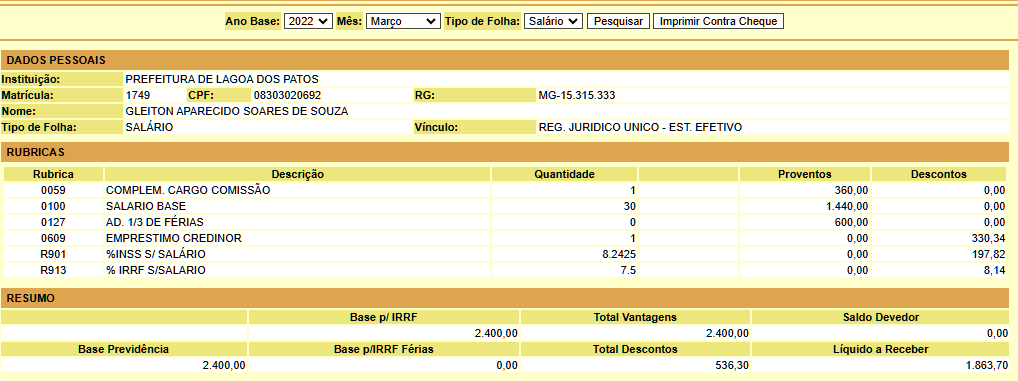 Ano Base: 2022 Mês: Março Tipo de Folha: Salário Pesquisar Imprimir Contra Cheque
DADOS PESSOAIS
Instituição: PREFEITURA DE LAGOA DOS PATOS
Matrícula: 1749 CPF: 08303020692 RG: MG-15.315.333
Nome: GLEITON APARECIDO SOARES DE SOUZA
Tipo de Folha: SALÁRIO Vínculo: REG. JURIDICO UNICO - EST. EFETIVO
RUBRICAS
Rubrica Descrição Quantidade Proventos Descontos
0059 COMPLEM. CARGO COMISSÃO 1 360,00 0,00
0100 SALARIO BASE 30 1.440,00 0,00
0127 AD. 1/3 DE FÉRIAS 0 600,00 0,00
0609 EMPRESTIMO CREDINOR 1 0,00 330,34
R901 %INSS S/ SALÁRIO 8.2425 0,00 197,82
R913 % IRRF S/SALARIO 7.5 0,00 8,14
RESUMO
Base p/ IRRF Total Vantagens Saldo Devedor
2.400,00 2.400,00 0,00
Base Previdência Base p/IRRF Férias Total Descontos Líquido a Receber
2.400,00 0,00 536,30 1.863,70